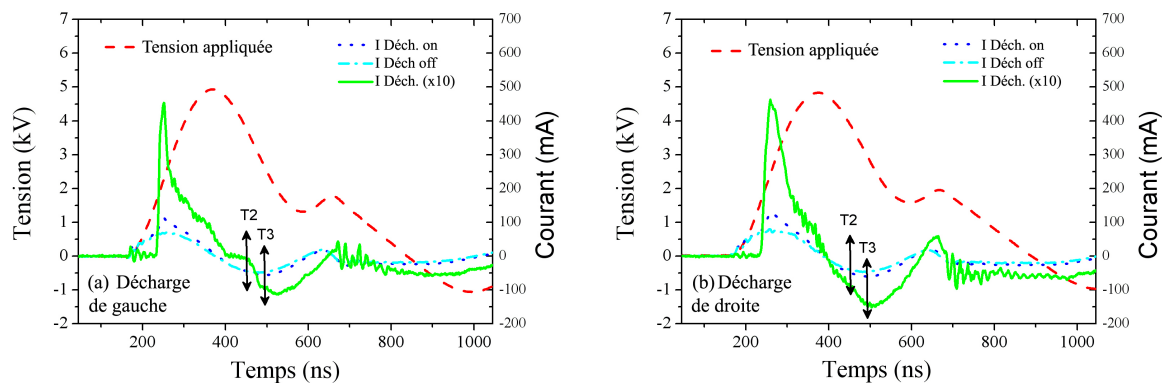 7
6
5
4
3
2
1
0
-1
-2
Tension (kV)
700
600
500
400
300
200
100
0
-100
-200
Courant (mA)
200
400
600
800
1000
Temps (ns)
Tension appliquée
I Déch. on
I Déch off
I Déch. (x10)
T2
T3
(a) Décharge
de gauche
7
6
5
4
3
2
1
0
-1
-2
Tension (kV)
700
600
500
400
300
200
100
0
-100
-200
Courant (mA)
200
400
600
800
1000
Temps (ns)
Tension appliquée
I Déch. on
I Déch off
I Déch. (x10)
T2
T3
(b) Décharge
de droite